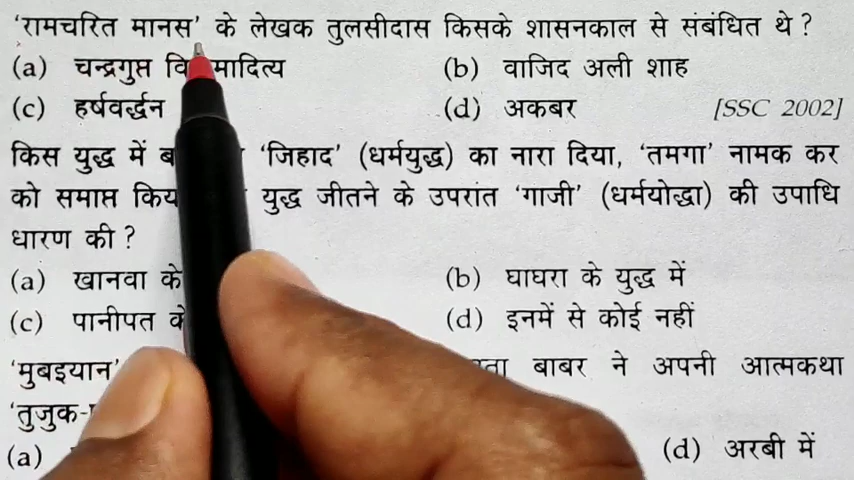 'रामचरित मानस' के लेखक तुलसीदास किसके शासनकाल से संबंधित थे ?
(a) चन्द्रगुप्त मादित्य (b) वाजिद अली शाह
(c) हर्षवर्द्धन (d) अकबर [SSC 2002]
किस युद्ध में 'जिहाद' (धर्मयुद्ध) का नारा दिया, 'तमगा' नामक कर
को समाप्त युद्ध जीतने के उपरांत 'गाजी' (धर्मयोद्धा) की उपाधि
धारण की ?
(a) खानवा के (b) घाघरा के युद्ध में
(c) पानीपत (d) इनमें से कोई नहीं
'मुबइयान' बाबर ने अपनी आत्मकथा
'तुजुक-
(a) (d) अरबी में